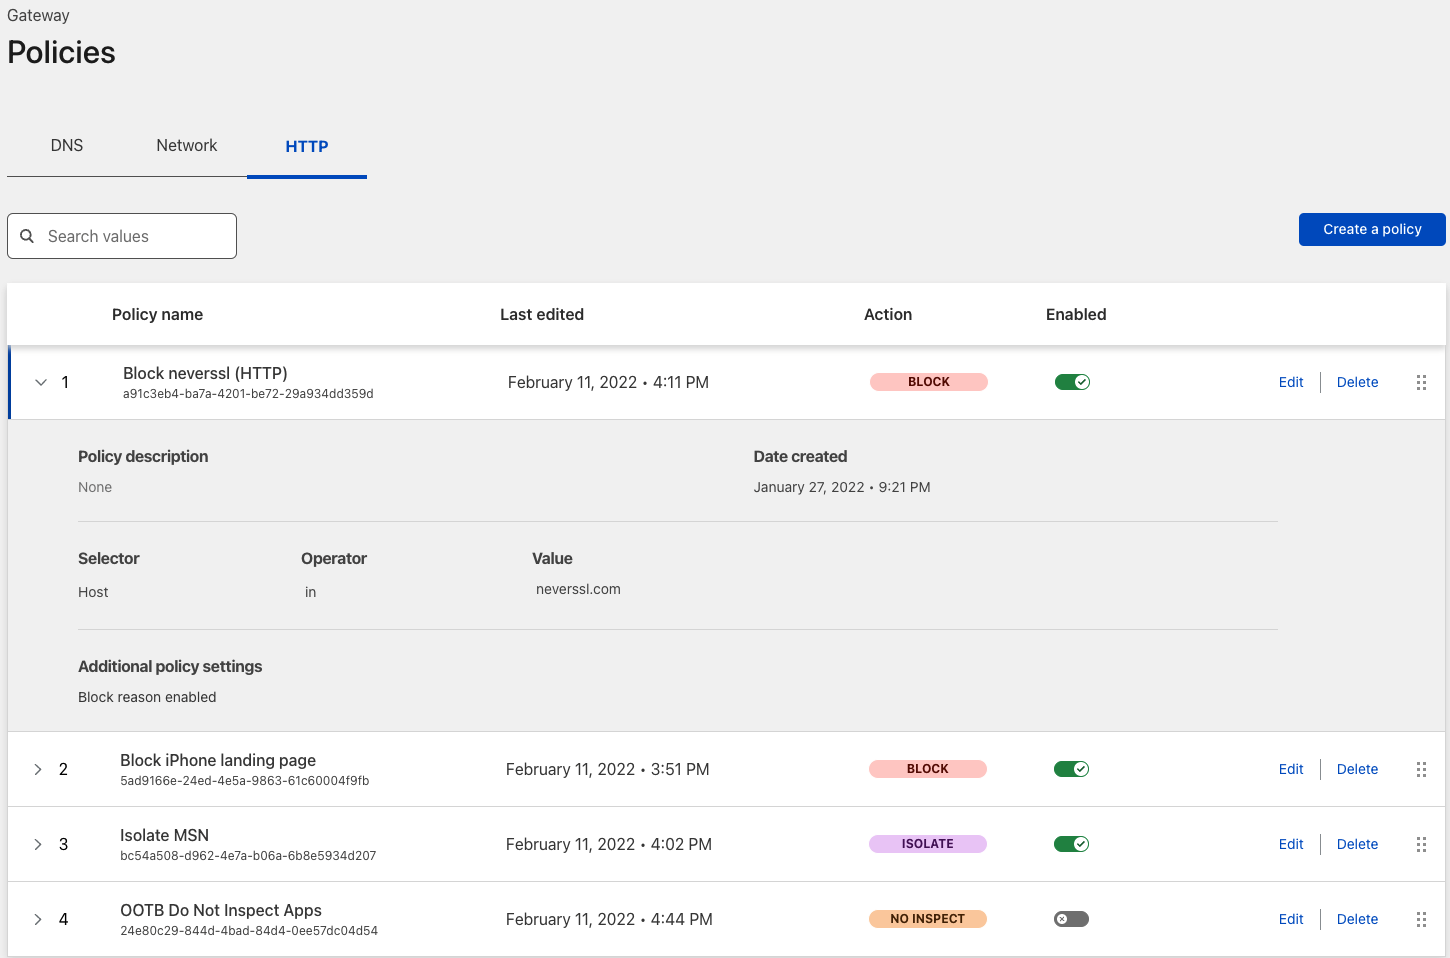 Gateway
Policies
DNS Network HTTP
Search values
Create a policy
Policy name Last edited Action Enabled
1 Block neverssl (HTTP) February 11, 2022 • 4:11 PM BLOCK Edit Delete
a91c3eb4-ba7a-4201-be72-29a934dd359d
Policy description Date created
None January 27, 2022 • 9:21 PM
Selector Operator Value
Host in neverssl.com
Additional policy settings
Block reason enabled
2 Block iPhone landing page February 11, 2022 • 3:51 PM BLOCK Edit Delete
5ad9166e-24ed-4e5a-9863-61c60004f9fb
3 Isolate MSN February 11, 2022 • 4:02 PM ISOLATE Edit Delete
bc54a508-d962-4e7a-b06a-6b8e5934d207
4 OOTB Do Not Inspect Apps February 11, 2022 • 4:44 PM NO INSPECT Edit Delete
24e80c29-844d-4bad-84d4-0ee57dc04d54